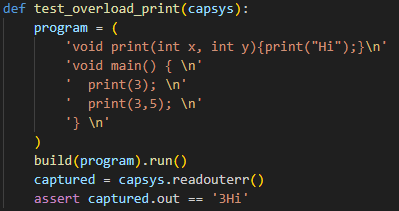 def test_overload_print(capsys):
    program = (
        'void print(int x, int y){print("Hi");}\n'
        'void main() { \n'
        '  print(3); \n'
        '  print(3,5); \n'
        '} \n'
    )
    build(program).run()
    captured = capsys.readouterr()
    assert captured.out == '3Hi'